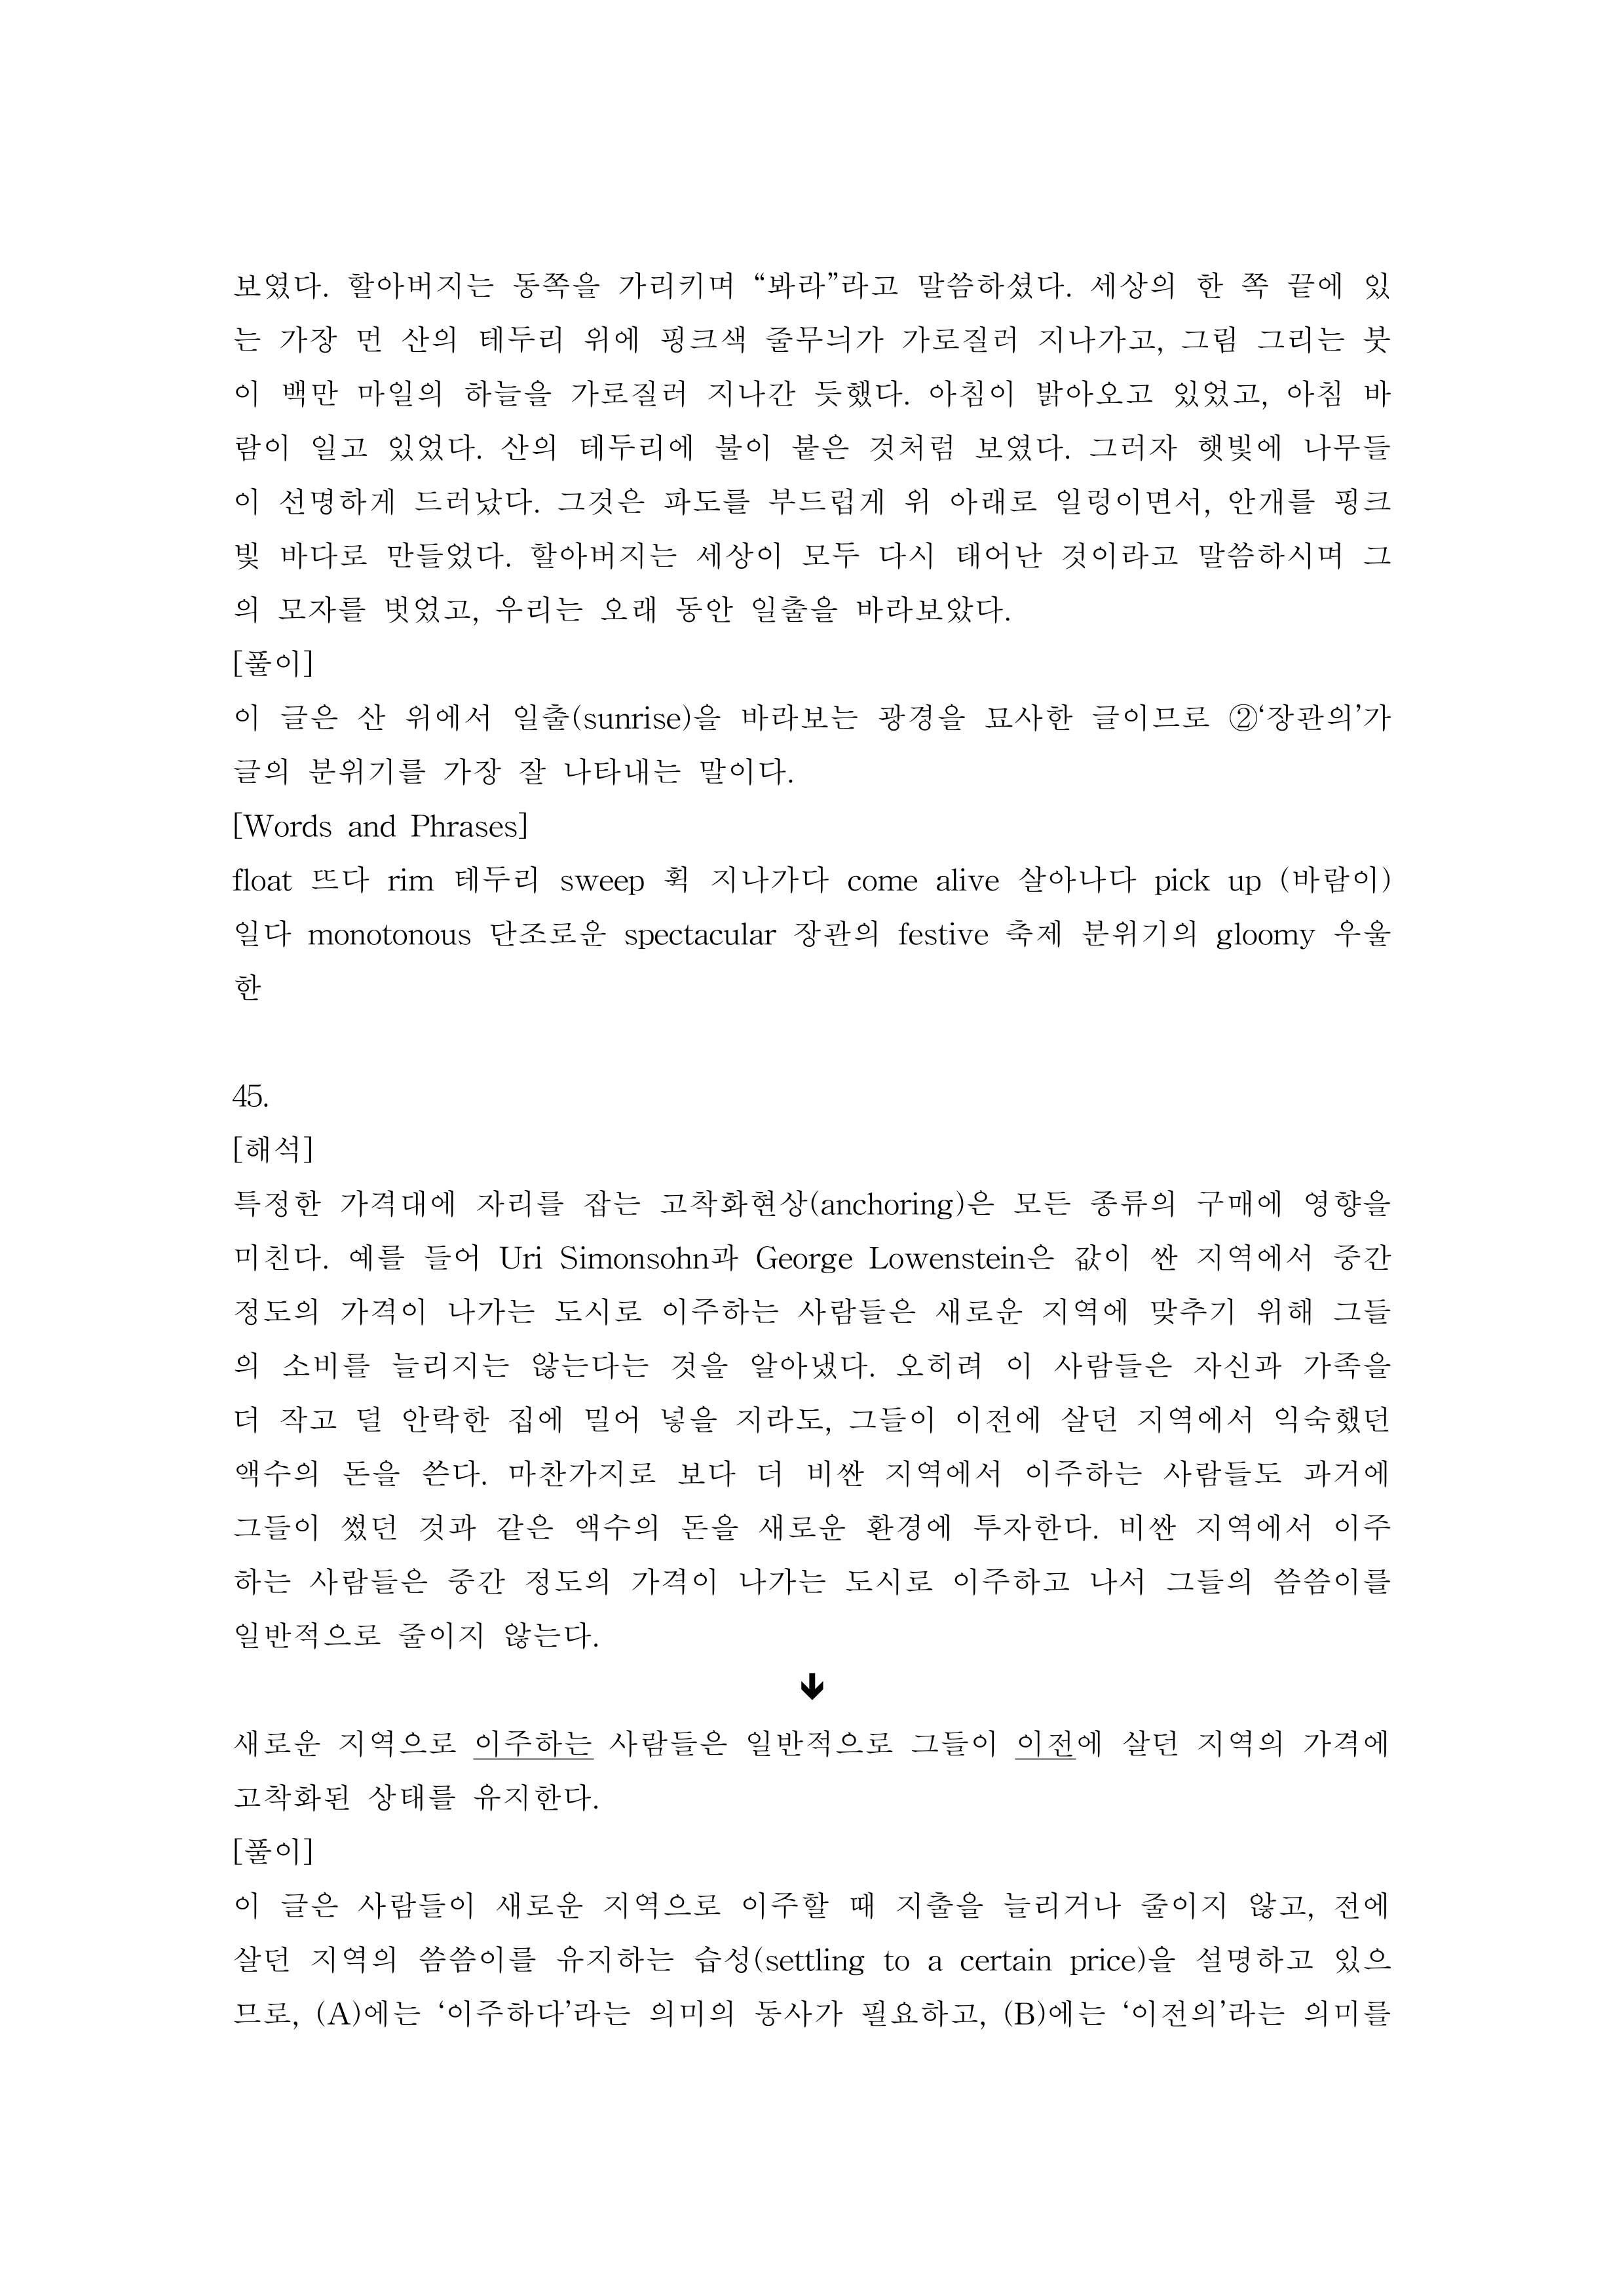 보였다. 할아버지는 동쪽을 가리키며 “봐라”라고 말씀하셨다. 세상의 한 쪽 끝에 있
는 가장 먼 산의 테두리 위에 핑크색 줄무늬가 가로질러 지나가고, 그림 그리는 붓
이 백만 마일의 하늘을 가로질러 지나간 듯했다. 아침이 밝아오고 있었고, 아침 바
람이 일고 있었다. 산의 테두리에 불이 붙은 것처럼 보였다. 그러자 햇빛에 나무들
이 선명하게 드러났다. 그것은 파도를 부드럽게 위 아래로 일렁이면서, 안개를 핑크
빛 바다로 만들었다. 할아버지는 세상이 모두 다시 태어난 것이라고 말씀하시며 그
의 모자를 벗었고, 우리는 오래 동안 일출을 바라보았다.
[풀이]
이 글은 산 위에서 일출(sunrise)을 바라보는 광경을 묘사한 글이므로 ②‘장관의’가
글의 분위기를 가장 잘 나타내는 말이다.
[Words and Phrases]
float 뜨다 rim 테두리 sweep 휙 지나가다 come alive 살아나다 pick up (바람이)
일다 monotonous 단조로운 spectacular 장관의 festive 축제 분위기의 gloomy 우울
한
45.
[해석]
특정한 가격대에 자리를 잡는 고착화현상(anchoring)은 모든 종류의 구매에 영향을
미친다. 예를 들어 Uri Simonsohn과 George Lowenstein은 값이 싼 지역에서 중간
정도의 가격이 나가는 도시로 이주하는 사람들은 새로운 지역에 맞추기 위해 그들
의 소비를 늘리지는 않는다는 것을 알아냈다. 오히려 이 사람들은 자신과 가족을
더 작고 덜 안락한 집에 밀어 넣을 지라도, 그들이 이전에 살던 지역에서 익숙했던
액수의 돈을 쓴다. 마찬가지로 보다 더 비싼 지역에서 이주하는 사람들도 과거에
그들이 썼던 것과 같은 액수의 돈을 새로운 환경에 투자한다. 비싼 지역에서 이주
하는 사람들은 중간 정도의 가격이 나가는 도시로 이주하고 나서 그들의 씀씀이를
일반적으로 줄이지 않는다.
🡻
새로운 지역으로 이주하는 사람들은 일반적으로 그들이 이전에 살던 지역의 가격에
고착화된 상태를 유지한다.
[풀이]
이 글은 사람들이 새로운 지역으로 이주할 때 지출을 늘리거나 줄이지 않고, 전에
살던 지역의 씀씀이를 유지하는 습성(settling to a certain price)을 설명하고 있으
므로, (A)에는 ‘이주하다’라는 의미의 동사가 필요하고, (B)에는 ‘이전의’라는 의미를